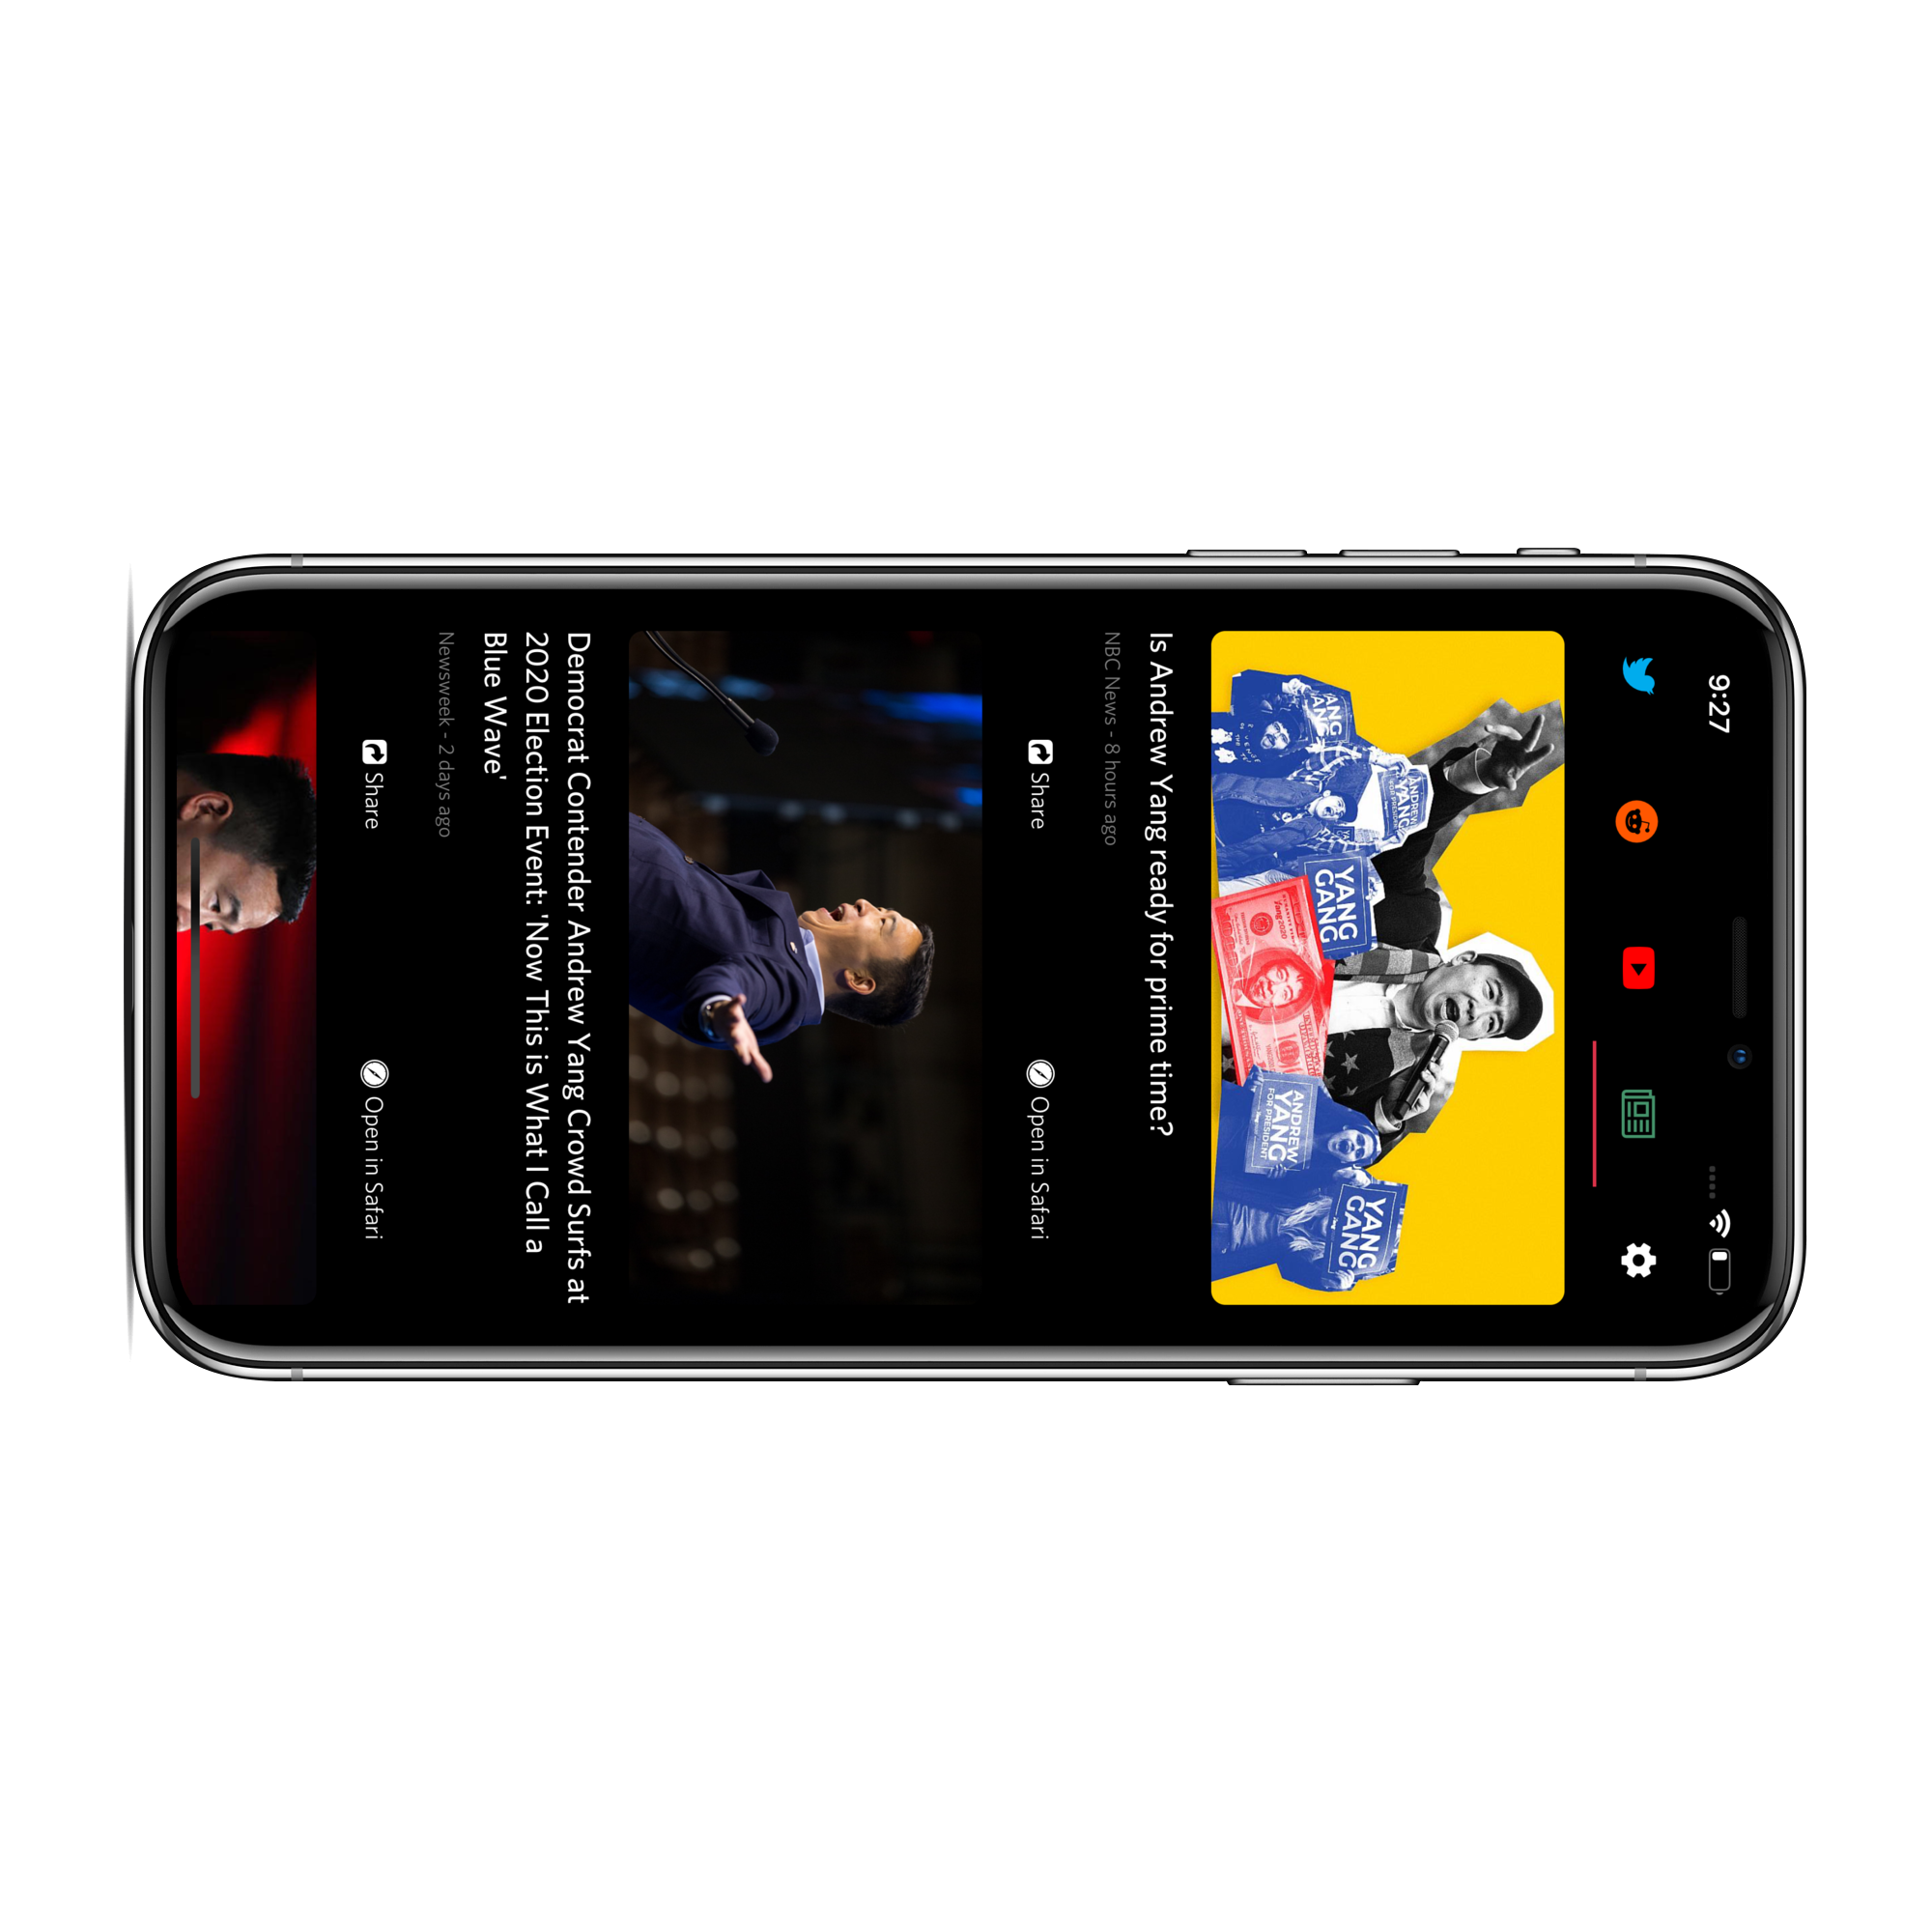 9:27
YANG
GANG
ANDREW
YANG
FOR PRESIDENT
YANG
GANG
ANDREW
YANG
FOR PRESIDENT
YANG
GANG
Is Andrew Yang ready for prime time?
NBC News - 8 hours ago
Share
Open in Safari
Democrat Contender Andrew Yang Crowd Surfs at
2020 Election Event: 'Now This is What I Call a
Blue Wave'
Newsweek - 2 days ago
Share
Open in Safari